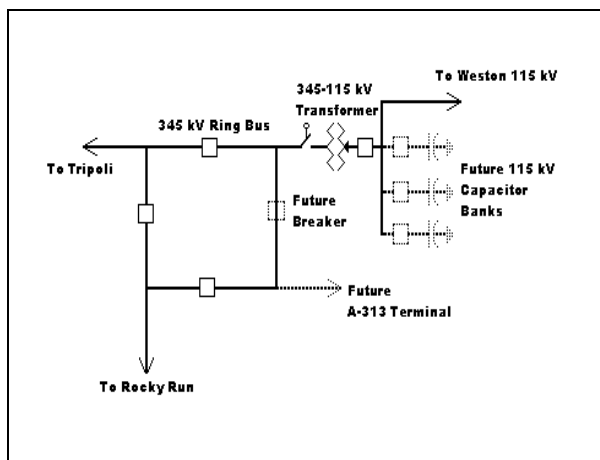 To Weston 115 kV
345-115 kV
Transformer
345 kV Ring Bus
To Tripoli
Future 115 kV
Capacitor
Banks
Future
Breaker
Future
A-313 Terminal
To Rocky Run